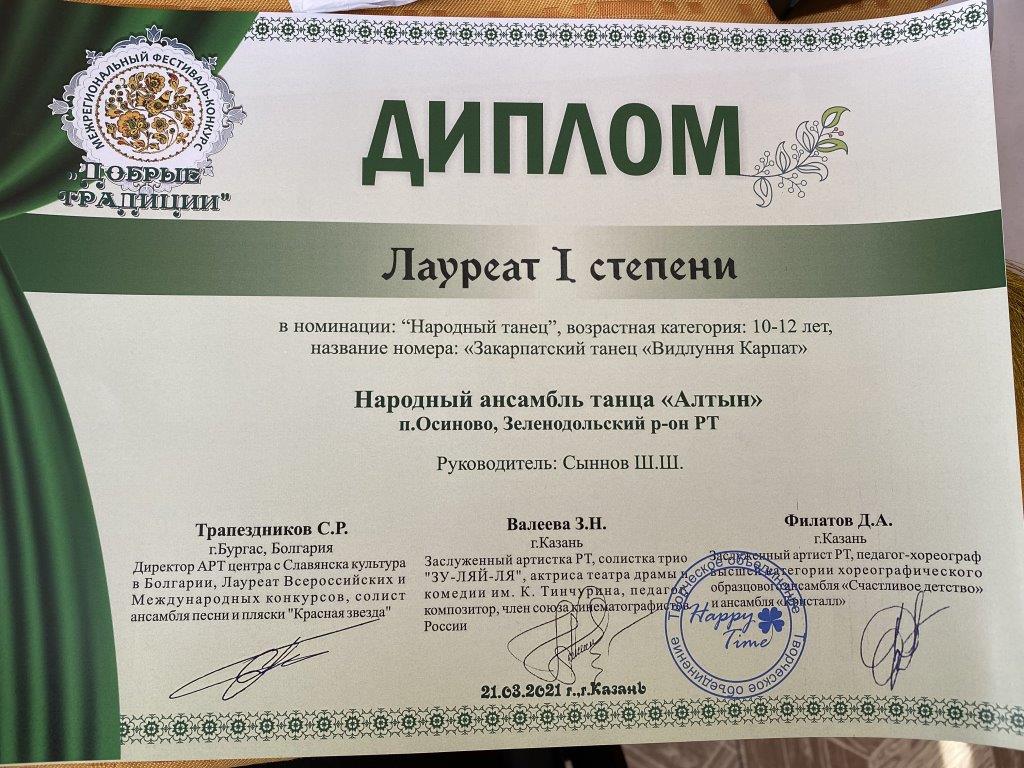 МЕЖРЕГИОНАЛЬНЫЙ ФЕСТИВАЛЬ-КОНКУРС
"ДОБРЫЕ
ТРАДИЦИИ"
ДИПЛОМ
Лауреат I степени
в номинации: “Народный танец”, возрастная категория: 10-12 лет,
название номера: «Закарпатский танец «Видлуння Карпат»
Народный ансамбль танца «Алтын»
п.Осиново, Зеленодольский р-он РТ
Руководитель: Сыннов Ш.Ш.
Трапездников С.Р.
г.Бургас, Болгария
Директор АРТ центра с Славянска культура
в Болгарии, Лауреат Всероссийских и
Международных конкурсов, солист
ансамбля песни и пляски "Красная звезда"
Валеева З.Н.
г.Казань
Заслуженный артистка РТ, солистка трио
"ЗУ-ЛЯЙ-ЛЯ", актриса театра драмы и
комедии им. К. Тинчурина, педагог,
композитор, член союза кинематографистов
России
Филатов Д.А.
г.Казань
Заслуженный артист РТ, педагог-хореограф
высшей категории хореографического
образцового ансамбля «Счастливое детство»
и ансамбля «Кристалл»
Творческое объединение
Happy
Time
Творческое объединение
21.03.2021 г.,г.Казань